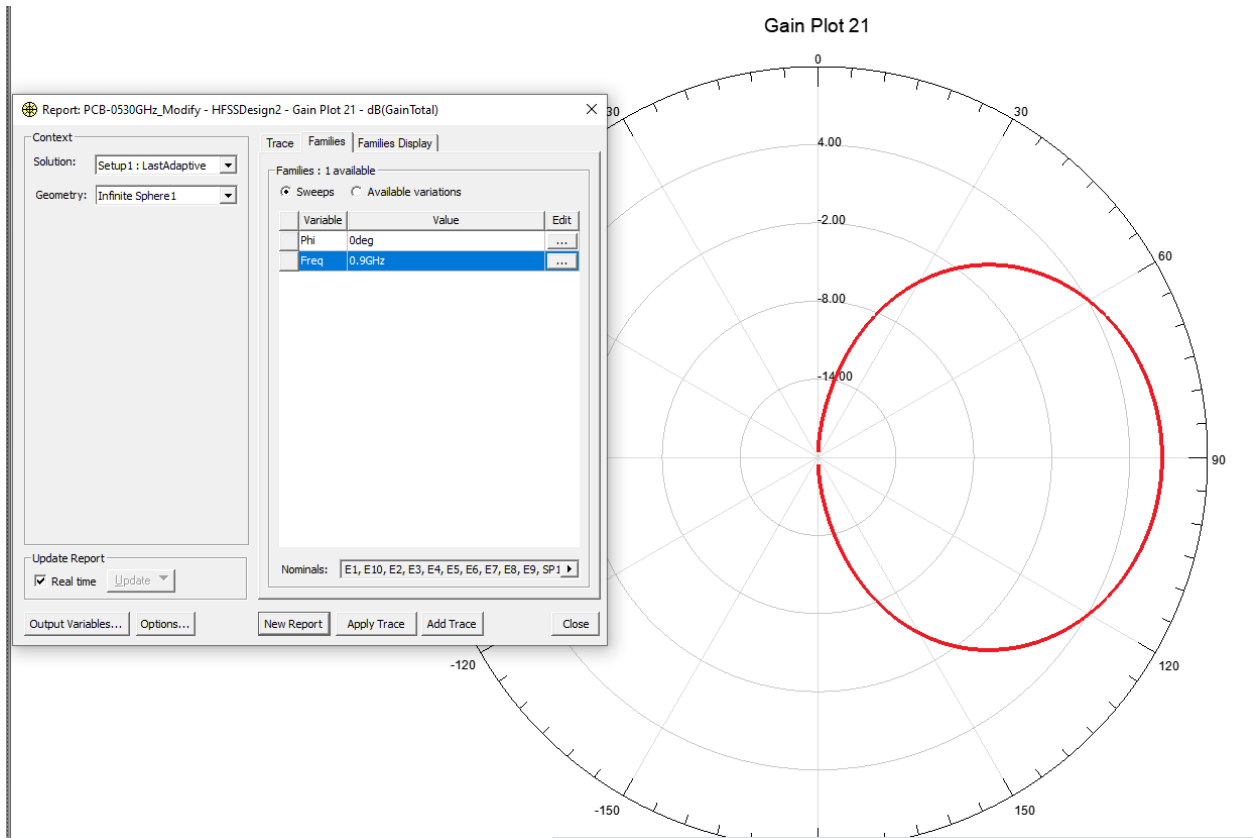 Gain Plot 21
Report: PCB-0530GHz_Modify - HFSSDesign2 - Gain Plot 21 - dB(GainTotal)
Context
Solution: Setup1 : LastAdaptive
Geometry: Infinite Sphere1
Trace Families Families Display
Families : 1 available
Sweeps Available variations
Variable Value Edit
Phi 0deg ...
Freq 0.9GHz ...
Nominals: E1, E10, E2, E3, E4, E5, E6, E7, E8, E9, SP1
Update Report
Real time Update
Output Variables... Options... New Report Apply Trace Add Trace Close
0
30
30
4.00
-2.00
60
-8.00
-14.00
90
-120
120
-150
150